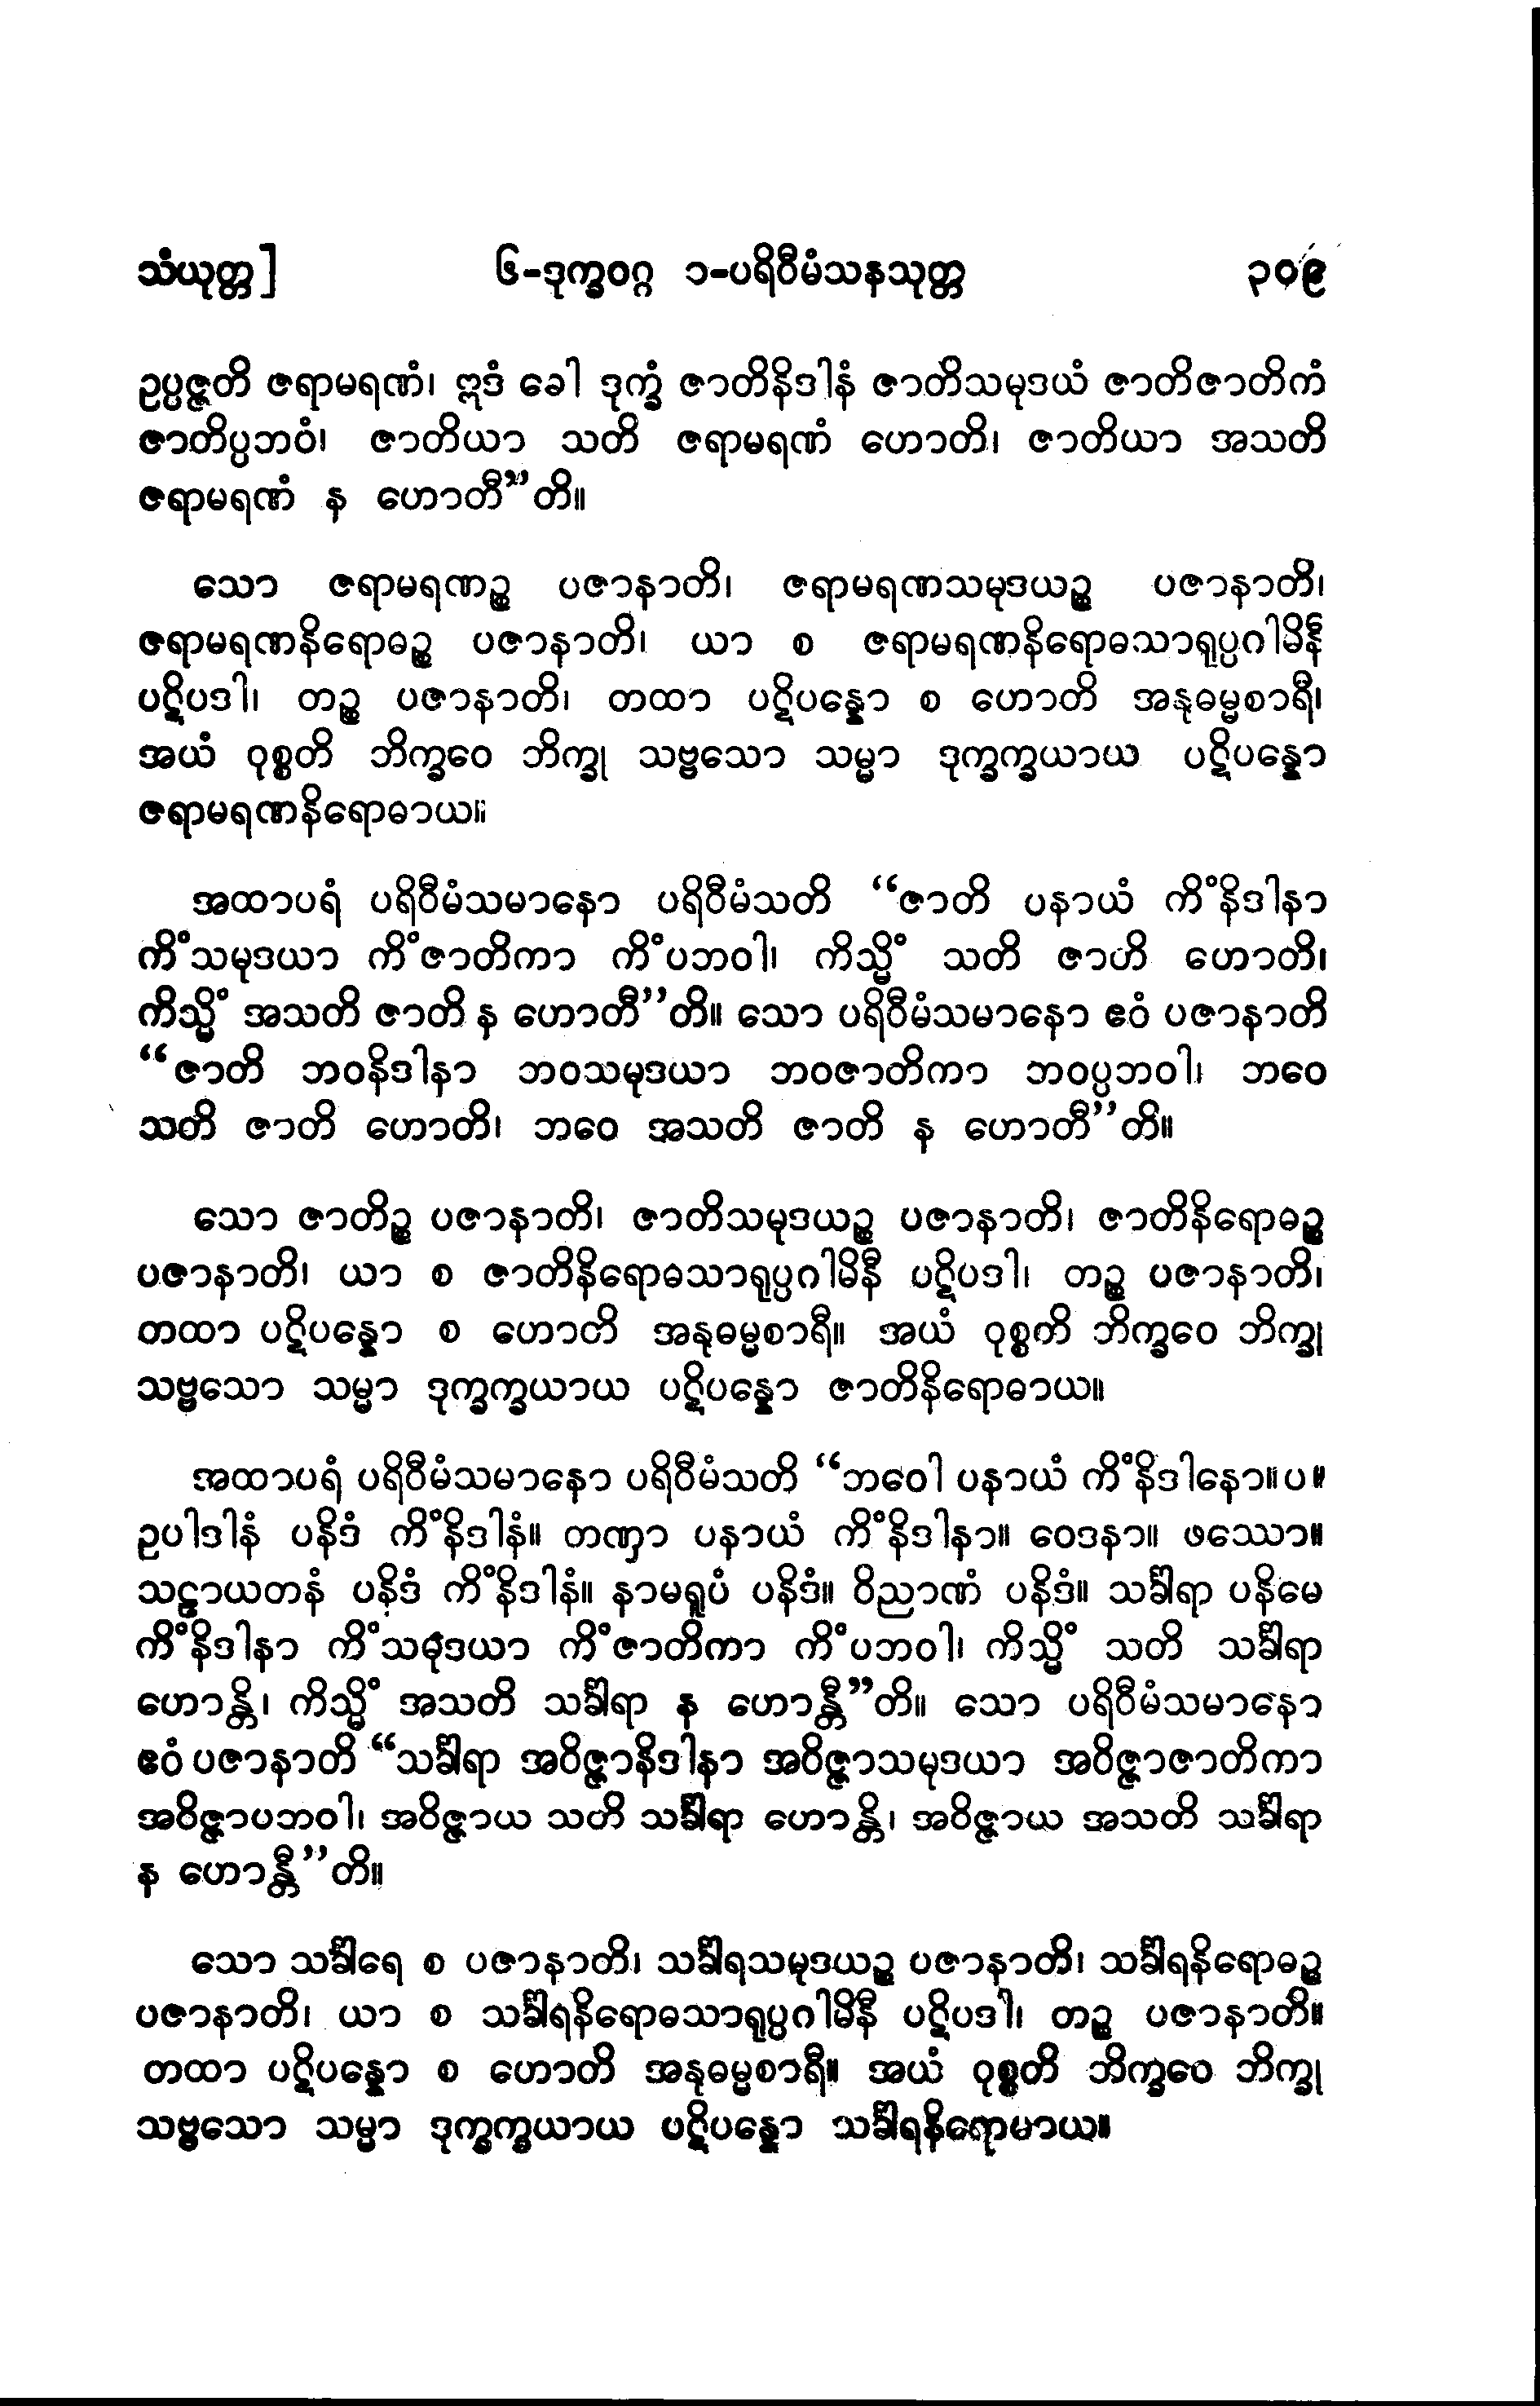 သံယုတ္တ] ၆-ဒုက္ခဝဂ္ဂ ၁-ပရိဝီမံသနသုတ္တ ၃၀၉
ဥပ္ပဇ္ဇတိ ဇရာမရဏံ၊ ဣဒံ ခေါ ဒုက္ခံ ဇာတိနိဒါနံ ဇာတိသမုဒယံ ဇာတိဇာတိကံ
ဇာတိပ္ပဘဝံ၊ ဇာတိယာ သတိ ဇရာမရဏံ ဟောတိ၊ ဇာတိယာ အသတိ
ဇရာမရဏံ န ဟောတီ”တိ။
သော ဇရာမရဏဉ္စ ပဇာနာတိ၊ ဇရာမရဏသမုဒယဉ္စ ပဇာနာတိ၊
ဇရာမရဏနိရောဓဉ္စ ပဇာနာတိ၊ ယာ စ ဇရာမရဏနိရောဓသာရုပ္ပဂါမိနီ
ပဋိပဒါ၊ တဉ္စ ပဇာနာတိ၊ တထာ ပဋိပန္နော စ ဟောတိ အနုဓမ္မစာရီ၊
အယံ ဝုစ္စတိ ဘိက္ခဝေ ဘိက္ခု သဗ္ဗသော သမ္မာ ဒုက္ခက္ခယာယ ပဋိပန္နော
ဇရာမရဏနိရောဓာယ။
အထာပရံ ပရိဝီမံသမာနော ပရိဝီမံသတိ “ဇာတိ ပနာယံ ကိံနိဒါနာ
ကိံသမုဒယာ ကိံဇာတိကာ ကိံပဘဝါ၊ ကိသ္မိံ သတိ ဇာဟိ ဟောတိ၊
ကိသ္မိံ အသတိ ဇာတိ န ဟောတီ”တိ။ သော ပရိဝီမံသမာနော ဧဝံ ပဇာနာတိ
“ဇာတိ ဘဝနိဒါနာ ဘဝသမုဒယာ ဘဝဇာတိကာ ဘဝပ္ပဘဝါ၊ ဘဝေ
သတိ ဇာတိ ဟောတိ၊ ဘဝေ အသတိ ဇာတိ န ဟောတီ”တိ။
သော ဇာတိဉ္စ ပဇာနာတိ၊ ဇာတိသမုဒယဉ္စ ပဇာနာတိ၊ ဇာတိနိရောဓဉ္စ
ပဇာနာတိ၊ ယာ စ ဇာတိနိရောဓသာရုပ္ပဂါမိနီ ပဋိပဒါ၊ တဉ္စ ပဇာနာတိ၊
တထာ ပဋိပန္နော စ ဟောတိ အနုဓမ္မစာရီ။ အယံ ဝုစ္စကိ ဘိက္ခဝေ ဘိက္ခု
သဗ္ဗသော သမ္မာ ဒုက္ခက္ခယာယ ပဋိပန္နော ဇာတိနိရောဓာယ။
အထာပရံ ပရိဝီမံသမာနော ပရိဝီမံသတိ “ဘဝေါ ပနာယံ ကိံနိဒါနော။ပ။
ဥပါဒါနံ ပနိဒံ ကိံနိဒါနံ။ တဏှာ ပနာယံ ကိံနိဒါနာ။ ဝေဒနာ။ ဖဿော။
သဠာယတနံ ပနိဒံ ကိံနိဒါနံ။ နာမရူပံ ပနိဒံ။ ဝိညာဏံ ပနိဒံ။ သင်္ခါရာ ပနိမေ
ကိံနိဒါနာ ကိံသမုဒယာ ကိံဇာတိကာ ကိံပဘဝါ၊ ကိသ္မိံ သတိ သင်္ခါရာ
ဟောန္တိ၊ ကိသ္မိံ အသတိ သင်္ခါရာ န ဟောန္တီ”တိ။ သော ပရိဝီမံသမာနော
ဧဝံ ပဇာနာတိ “သင်္ခါရာ အဝိဇ္ဇာနိဒါနာ အဝိဇ္ဇာသမုဒယာ အဝိဇ္ဇာဇာတိကာ
အဝိဇ္ဇာပဘဝါ၊ အဝိဇ္ဇာယ သတိ သင်္ခါရာ ဟောန္တိ၊ အဝိဇ္ဇာယ အသတိ သင်္ခါရာ
န ဟောန္တီ”တိ။
သော သင်္ခါရေ စ ပဇာနာတိ၊ သင်္ခါရသမုဒယဉ္စ ပဇာနာတိ၊ သင်္ခါရနိရောဓဉ္စ
ပဇာနာတိ၊ ယာ စ သင်္ခါရနိရောဓသာရုပ္ပဂါမိနီ ပဋိပဒါ၊ တဉ္စ ပဇာနာတိ။
တထာ ပဋိပန္နော စ ဟောတိ အနုဓမ္မစာရီ။ အယံ ဝုစ္စတိ ဘိက္ခဝေ ဘိက္ခု
သဗ္ဗသော သမ္မာ ဒုက္ခက္ခယာယ ပဋိပန္နော သင်္ခါရနိရောဓာယ။